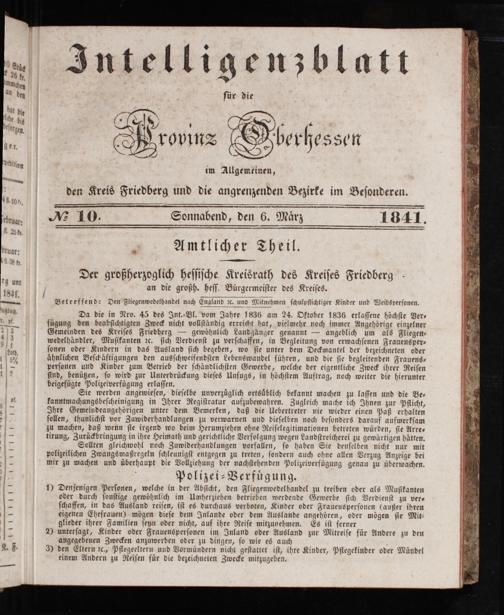 Intelligenzblatt
für die
Provinz Oberhessen
im Allgemeinen,
den Kreis Friedberg und die angrenzenden Bezirke im Besonderen.
№ 10. Sonnabend, den 6. März 1841.
Amtlicher Theil.
Der großherzoglich hessische Kreisrath des Kreises Friedberg
an die großh. hess. Bürgermeister des Kreises.
Betreffend: Den Fliegenwedelhandel nach England ꝛc. und Mitnehmen schulpflichtiger Kinder und Weibspersonen.
Da die in Nro. 45 des Int.-Bl. vom Jahre 1836 am 24. Oktober 1836 erlassene höchste Ver-
fügung den beabsichtigten Zweck nicht vollständig erreicht hat, vielmehr noch immer Angehörige einzelner
Gemeinden des Kreises Friedberg — gewöhnlich Landgänger genannt — angeblich um als Fliegen-
wedelhändler, Musikanten ꝛc. sich Verdienst zu verschaffen, in Begleitung von erwachsenen Frauensper-
sonen oder Kindern in das Ausland sich begeben, wo sie unter dem Deckmantel der bezeichneten oder
ähnlichen Beschäftigungen den ausschweifendsten Lebenswandel führen, und die sie begleitenden Frauens-
personen und Kinder zum Betrieb der schändlichsten Gewerbe, welche der eigentliche Zweck ihrer Reisen
sind, benützen, so wird zur Unterdrückung dieses Unfugs, in höchstem Auftrag, noch weiter die hierunter
beigefügte Polizeiverfügung erlassen.
Sie werden angewiesen, dieselbe unverzüglich ortsüblich bekannt machen zu lassen und die Be-
kanntmachungsbescheinigung in Ihrer Registratur aufzubewahren. Zugleich mache ich Ihnen zur Pflicht,
Ihre Gemeindeangehörigen unter dem Bemerken, daß die Uebertreter nie wieder einen Paß erhalten
sollen, thunlichst vor Zuwiderhandlungen zu verwarnen und dieselben noch besonders darauf aufmerksam
zu machen, daß wenn sie irgend wo beim Herumziehen ohne Reiselegitimationen betreten würden, sie Arre-
tirung, Zurückbringung in ihre Heimath und gerichtliche Verfolgung wegen Landstreicherei zu gewärtigen hätten.
Sollten gleichwohl noch Zuwiderhandlungen vorfallen, so haben Sie denselben nicht nur mit
polizeilichen Zwangsmaßregeln schleunigst entgegen zu treten, sondern auch ohne allen Verzug Anzeige bei
mir zu machen und überhaupt die Vollziehung der nachstehenden Polizeiverfügung genau zu überwachen.
Polizei-Verfügung.
1) Denjenigen Personen, welche in der Absicht, den Fliegenwedelhandel zu treiben oder als Musikanten
oder durch sonstige gewöhnlich im Umherziehen betrieben werdende Gewerbe sich Verdienst zu ver-
schaffen, in das Ausland reisen, ist es durchaus verboten, Kinder oder Frauenspersonen (außer ihren
eigenen Ehefrauen) mögen diese dem Inlande oder dem Auslande angehören, oder mögen sie Mit-
glieder ihrer Familien seyn oder nicht, auf ihre Reise mitzunehmen. Es ist ferner
2) untersagt, Kinder oder Frauenspersonen im Inland oder Ausland zur Mitreise für Andere zu den
angegebenen Zwecken anzuwerben oder zu dingen, so wie es auch
3) den Eltern ꝛc., Pflegeeltern und Vormündern nicht gestattet ist, ihre Kinder, Pflegekinder oder Mündel
einem Andern zu Reisen für die bezeichneten Zwecke mitzugeben.